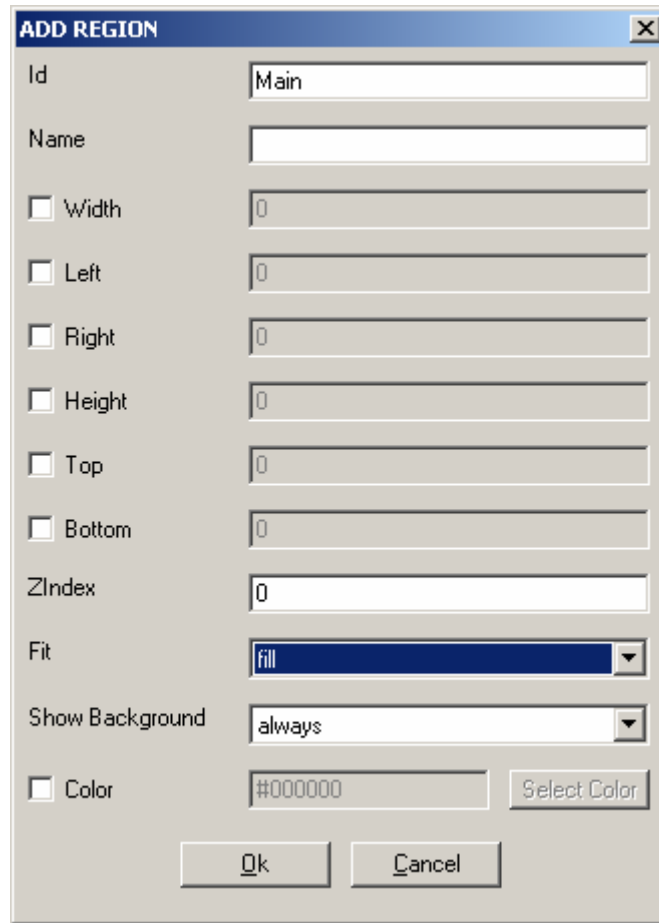 ADD REGION
Id Main
Name
Width 0
Left 0
Right 0
Height 0
Top 0
Bottom 0
ZIndex 0
Fit fill
Show Background always
Color #000000 Select Color
Ok Cancel